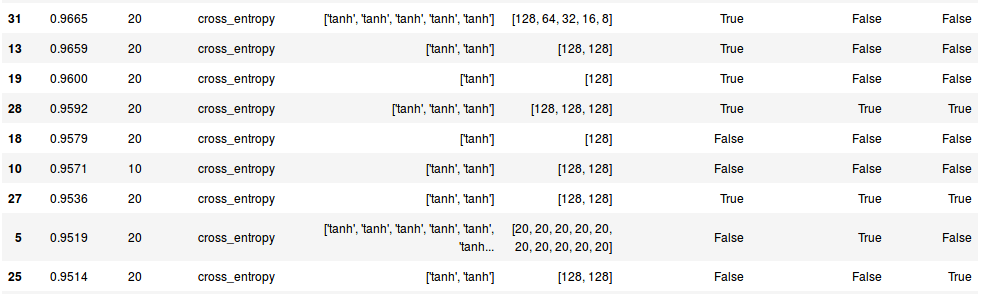 31 0.9665 20 cross_entropy ['tanh', 'tanh', 'tanh', 'tanh', 'tanh'] [128, 64, 32, 16, 8] True False False
13 0.9659 20 cross_entropy ['tanh', 'tanh'] [128, 128] True False False
19 0.9600 20 cross_entropy ['tanh'] [128] True False False
28 0.9592 20 cross_entropy ['tanh', 'tanh', 'tanh'] [128, 128, 128] True True True
18 0.9579 20 cross_entropy ['tanh'] [128] False False False
10 0.9571 10 cross_entropy ['tanh', 'tanh'] [128, 128] False False False
27 0.9536 20 cross_entropy ['tanh', 'tanh'] [128, 128] True True True
['tanh', 'tanh', 'tanh', 'tanh', 'tanh', [20, 20, 20, 20, 20,
5 0.9519 20 cross_entropy False True False
'tanh... 20, 20, 20, 20, 20]
25 0.9514 20 cross_entropy ['tanh', 'tanh'] [128, 128] False False True